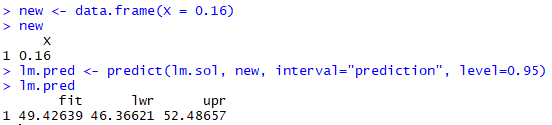 > new <- data.frame(X = 0.16)
> new
X
1 0.16
> lm.pred <- predict(lm.sol, new, interval="prediction", level=0.95)
> lm.pred
fit lwr upr
1 49.42639 46.36621 52.48657